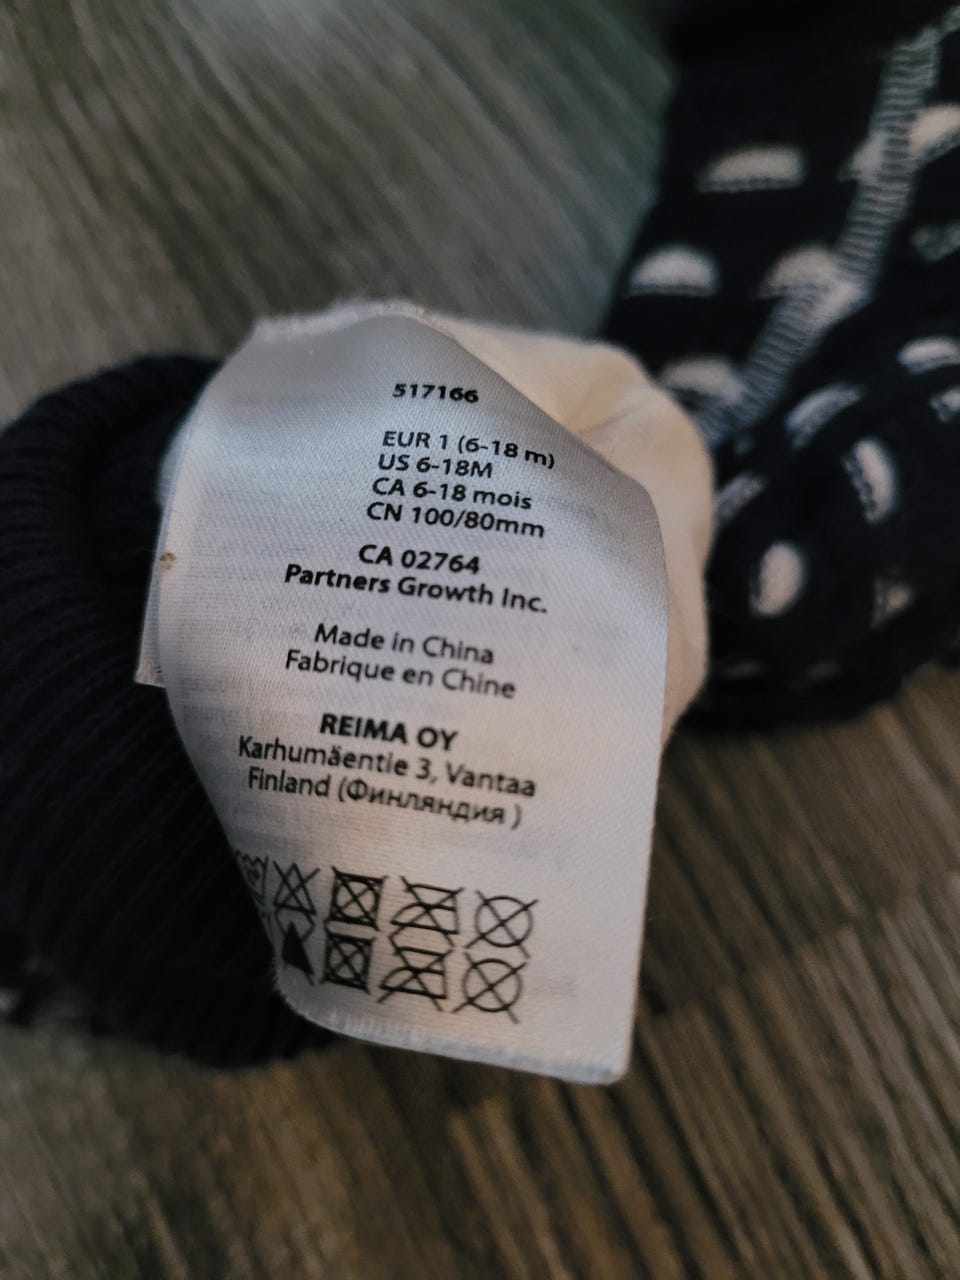 517166
EUR 1 (6-18 m)
US 6-18M
CA 6-18 mois
CN 100/80mm
CA 02764
Partners Growth Inc.
Made in China
Fabrique en Chine
REIMA OY
Karhumäentie 3, Vantaa
Finland (Финляндия )